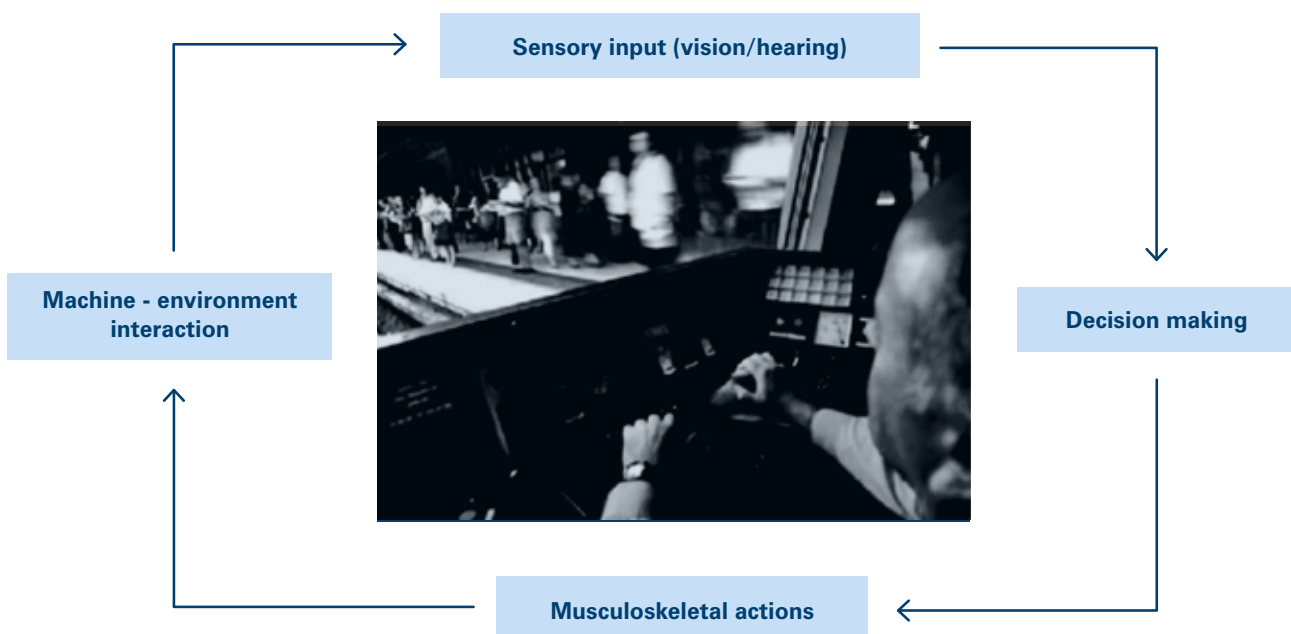 Sensory input (vision/hearing)
Machine - environment
interaction
Decision making
Musculoskeletal actions